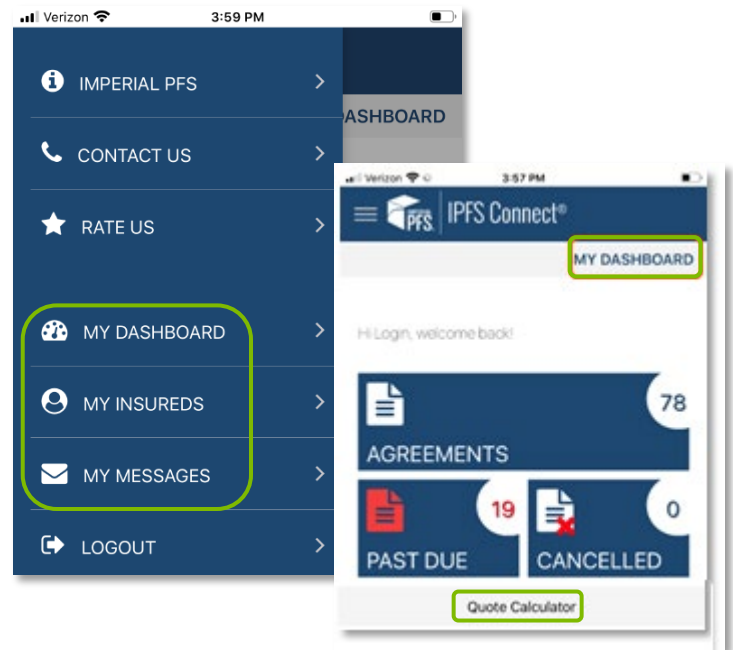 Verizon
3:59 PM
IMPERIAL PFS
CONTACT US
RATE US
MY DASHBOARD
MY INSUREDS
MY MESSAGES
LOGOUT
DASHBOARD
Verizon
3:57 PM
PFS
IPFS Connect®
MY DASHBOARD
Hi Login, welcome back!
78
AGREEMENTS
19
PAST DUE
0
CANCELLED
Quote Calculator